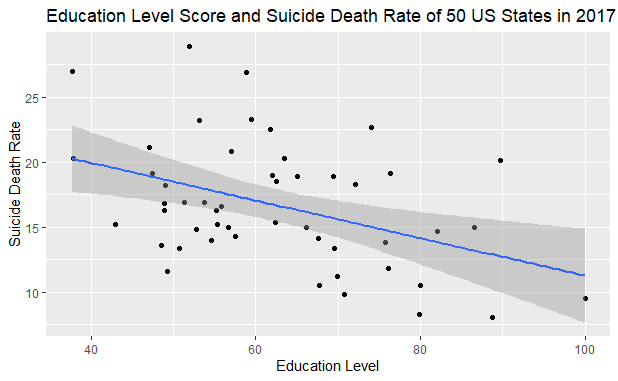 Education Level Score and Suicide Death Rate of 50 US States in 2017
Suicide Death Rate
25
20
15
10
40 60 80 100
Education Level